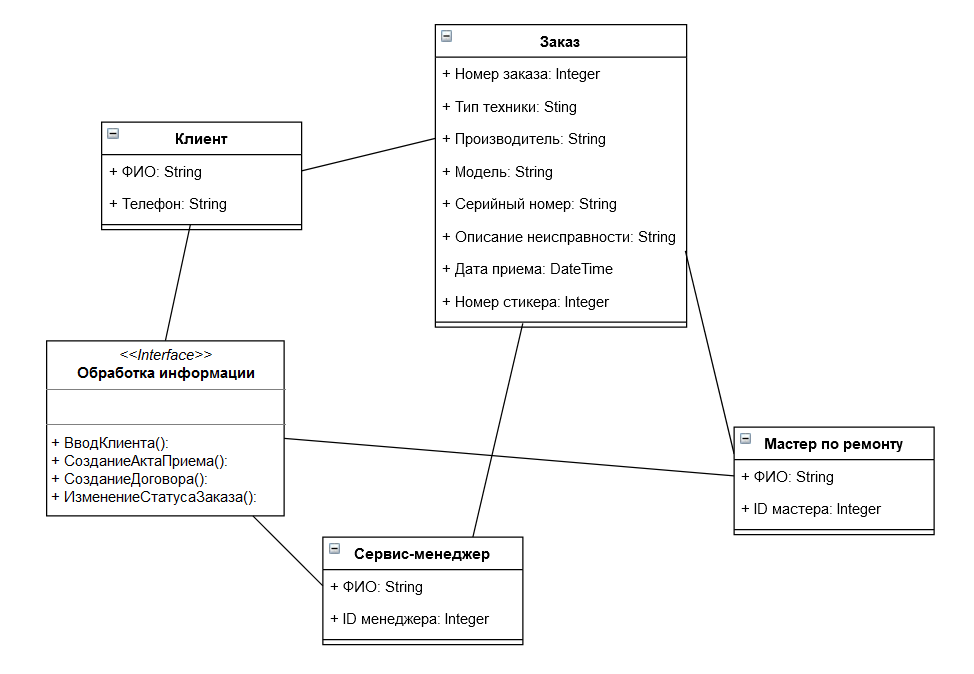 Заказ
+ Номер заказа: Integer
+ Тип техники: Sting
+ Производитель: String
+ Модель: String
+ Серийный номер: String
+ Описание неисправности: String
+ Дата приема: DateTime
+ Номер стикера: Integer
Клиент
+ ФИО: String
+ Телефон: String
<<Interface>>
Обработка информации
+ ВводКлиента():
+ СозданиеАктаПриема():
+ СозданиеДоговора():
+ ИзменениеСтатусаЗаказа():
Мастер по ремонту
+ ФИО: String
+ ID мастера: Integer
Сервис-менеджер
+ ФИО: String
+ ID менеджера: Integer